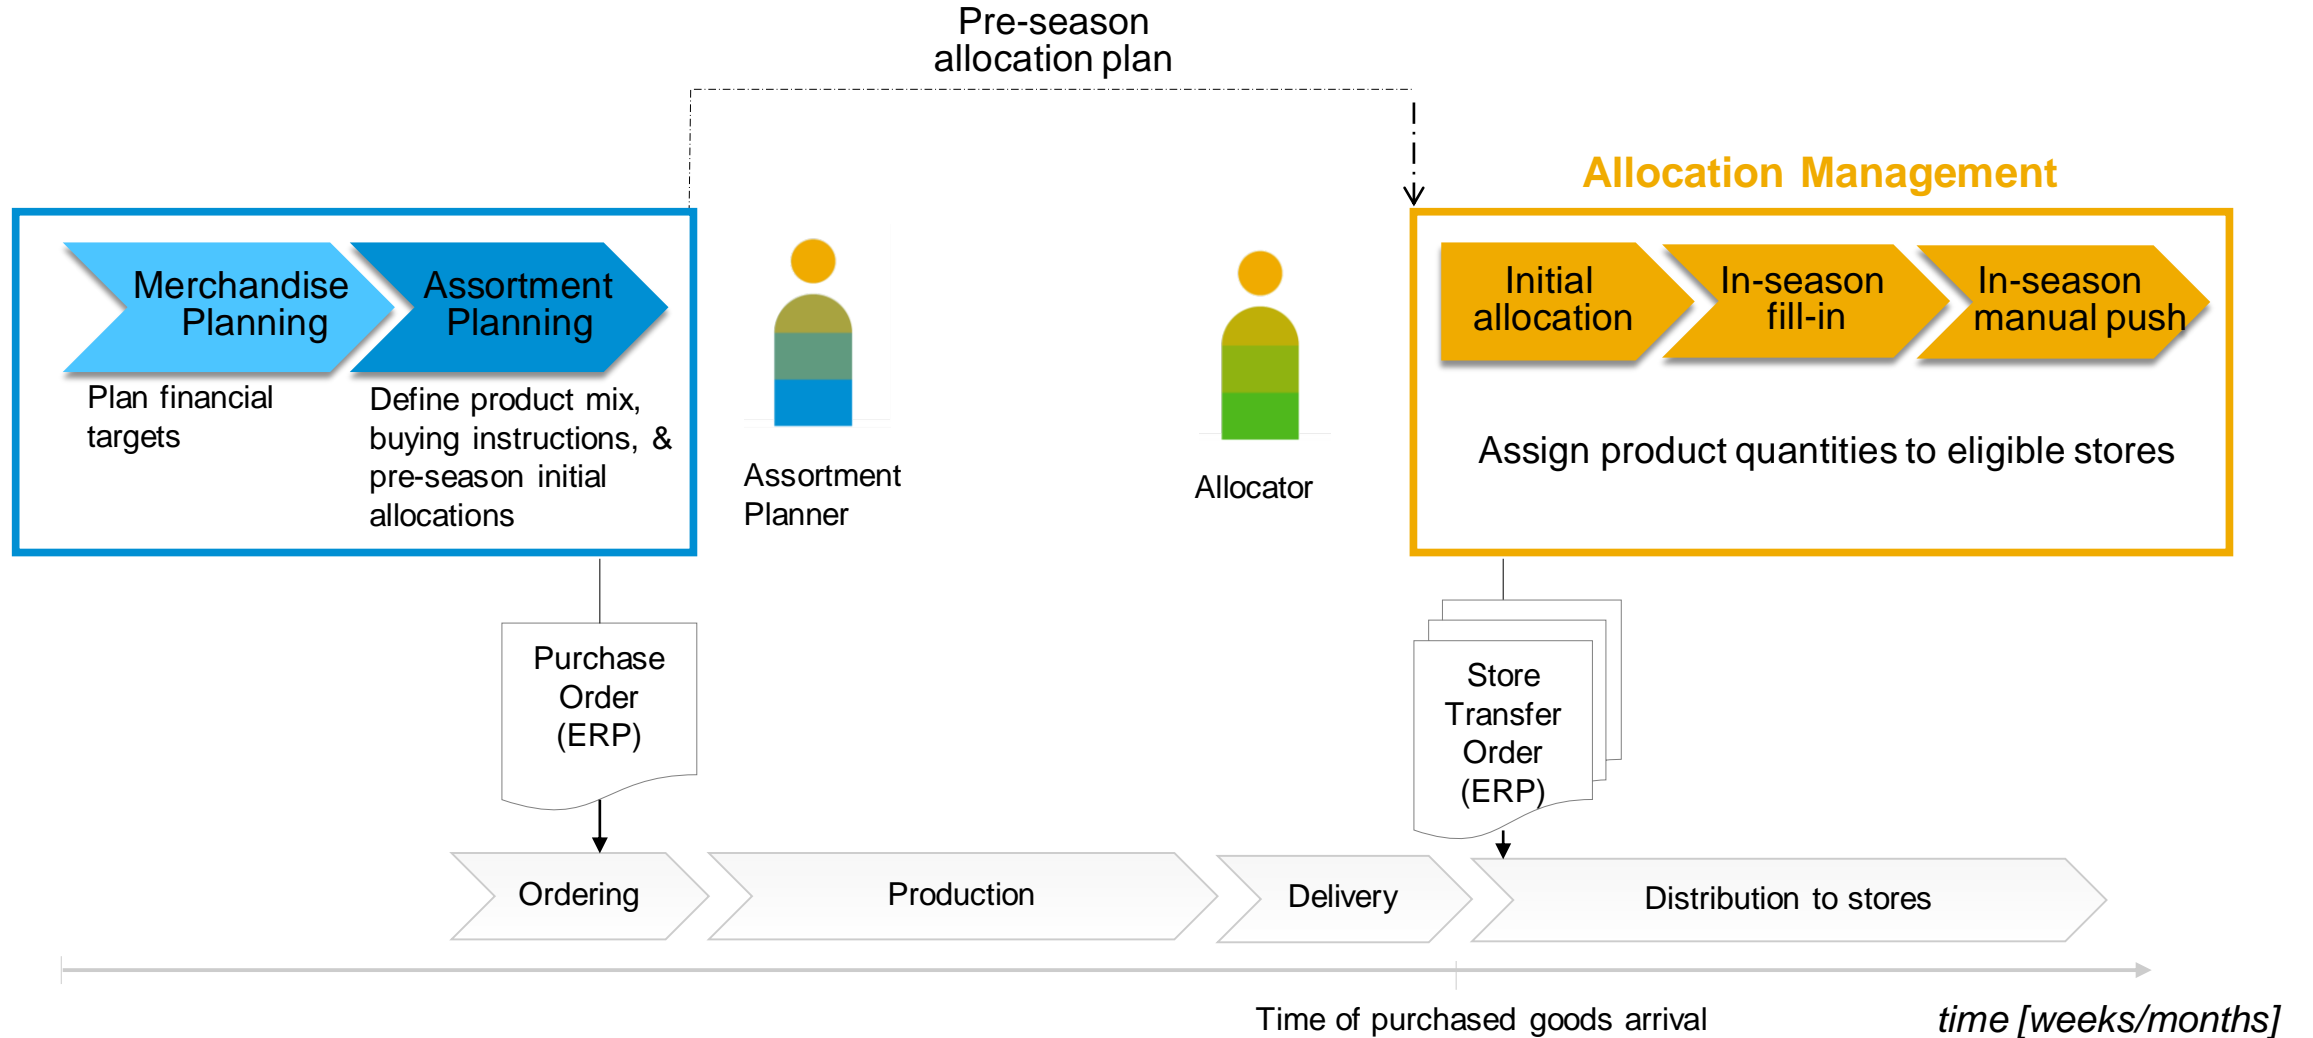 Pre-season
allocation plan
Allocation Management
Merchandise
Planning
Assortment
Planning
Plan financial
targets
Define product mix,
buying instructions, &
pre-season initial
allocations
Assortment
Planner
Allocator
Initial
allocation
In-season
fill-in
In-season
manual push
Assign product quantities to eligible stores
Purchase
Order
(ERP)
Store
Transfer
Order
(ERP)
Ordering
Production
Delivery
Distribution to stores
Time of purchased goods arrival
time [weeks/months]